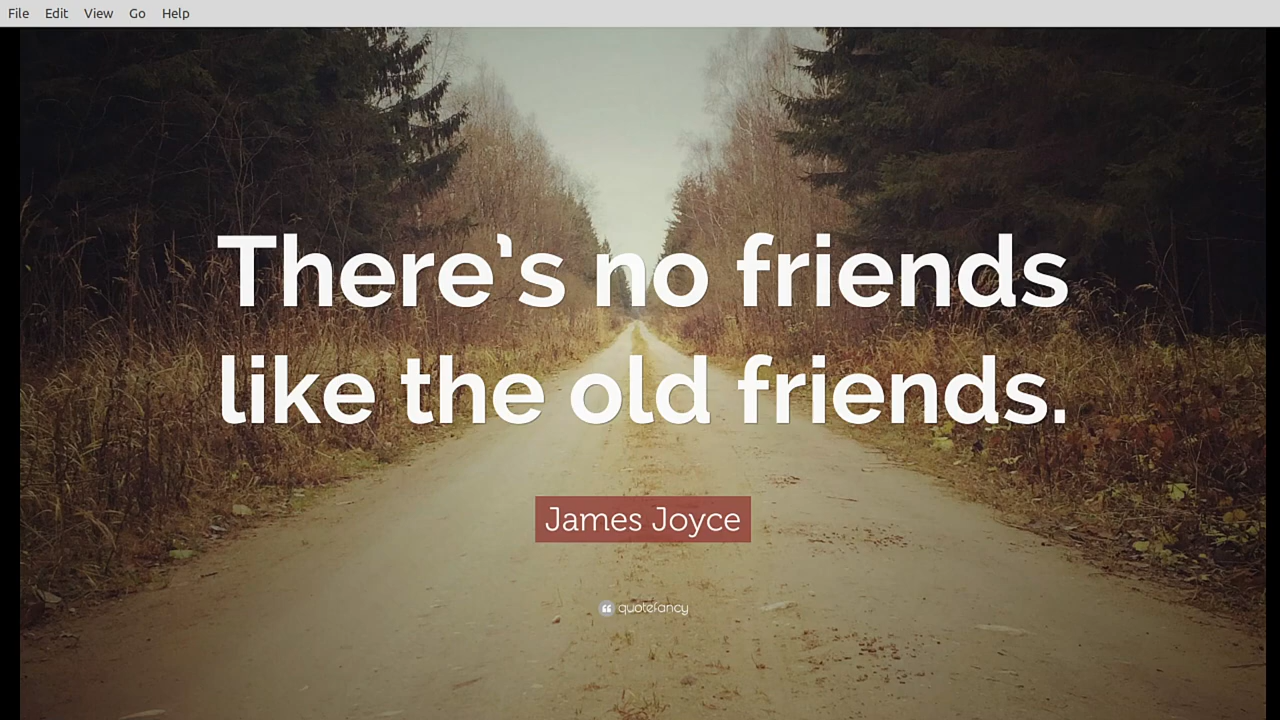 File Edit View Go Help
There's no friends
like the old friends.
James Joyce
quotefancy